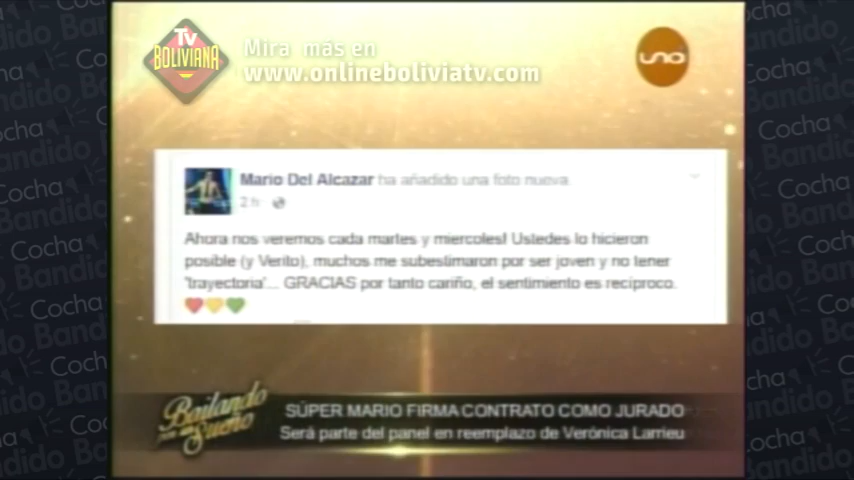 Tv
BOLIVIANA
Mira más en
www.onlineboliviatv.com
uno
Mario Del Alcazar ha añadido una foto nueva
2 h
Ahora nos veremos cada martes y miercoles! Ustedes lo hicieron
posible (y Verito), muchos me subestimaron por ser joven y no tener
'trayectoria'... GRACIAS por tanto cariño, el sentimiento es reciproco.
Bailando
por un
Sueño
SÚPER MARIO FIRMA CONTRATO COMO JURADO
Será parte del panel en reemplazo de Verónica Larrieu
Cocha
Bandido